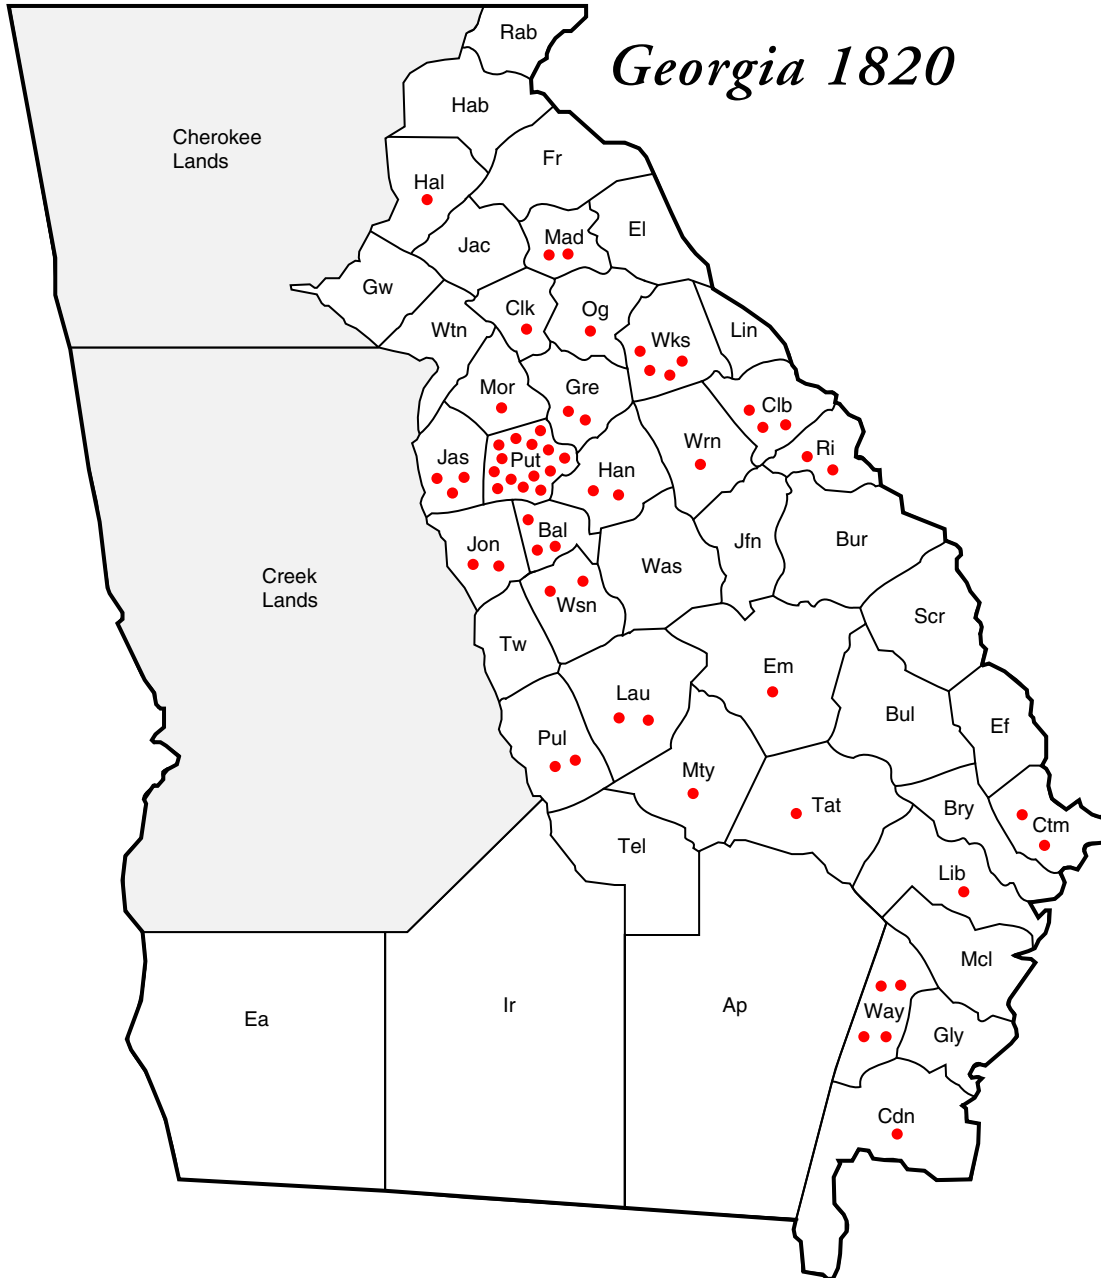 Georgia 1820
Rab
Hab
Cherokee
Lands
Fr
Hal
El
Mad
Jac
Gw
Clk
Og
Wtn
Lin
Wks
Mor
Gre
Clb
Wrn
Ri
Jas
Put
Han
Bal
Jon
Jfn
Bur
Was
Creek
Lands
Wsn
Scr
Tw
Em
Lau
Bul
Ef
Pul
Mty
Tat
Bry
Ctm
Tel
Lib
Mcl
Ea
Ir
Ap
Way
Gly
Cdn